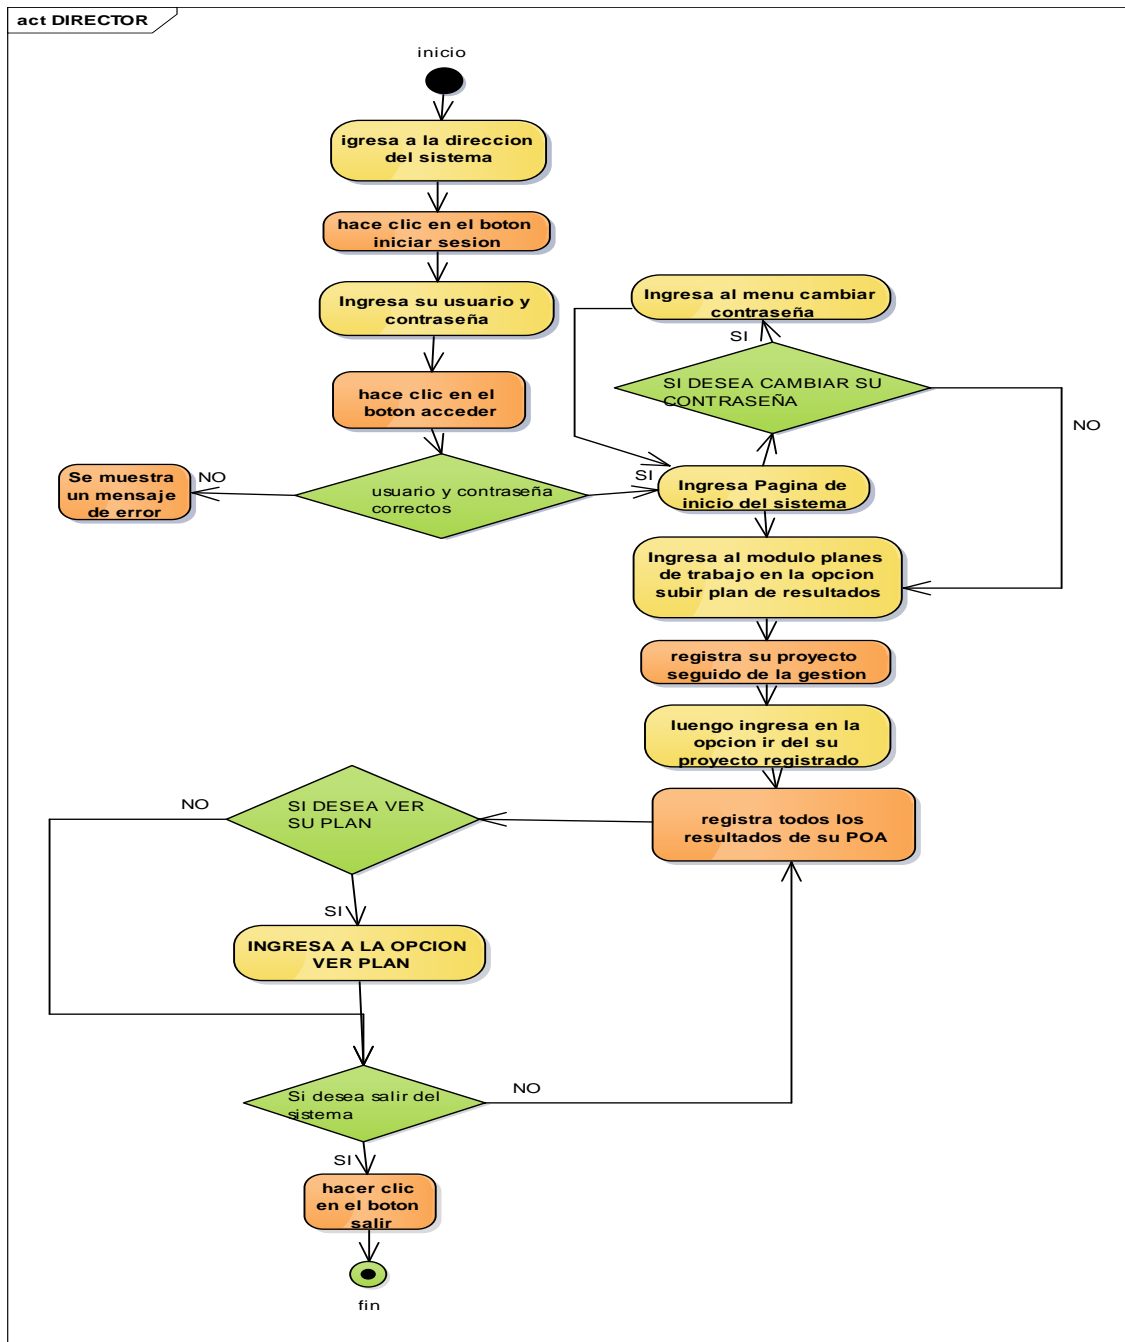 act DIRECTOR
inicio
igresa a la direccion
del sistema
hace clic en el boton
iniciar sesion
Ingresa su usuario y
contraseña
hace clic en el
boton acceder
usuario y contraseña
correctos
NO
Se muestra
un mensaje
de error
SI
Ingresa Pagina de
inicio del sistema
SI DESEA CAMBIAR SU
CONTRASEÑA
SI
Ingresa al menu cambiar
contraseña
NO
Ingresa al modulo planes
de trabajo en la opcion
subir plan de resultados
registra su proyecto
seguido de la gestion
luengo ingresa en la
opcion ir del su
proyecto registrado
registra todos los
resultados de su POA
SI DESEA VER
SU PLAN
NO
SI
INGRESA A LA OPCION
VER PLAN
Si desea salir del
sistema
NO
SI
hacer clic
en el boton
salir
fin